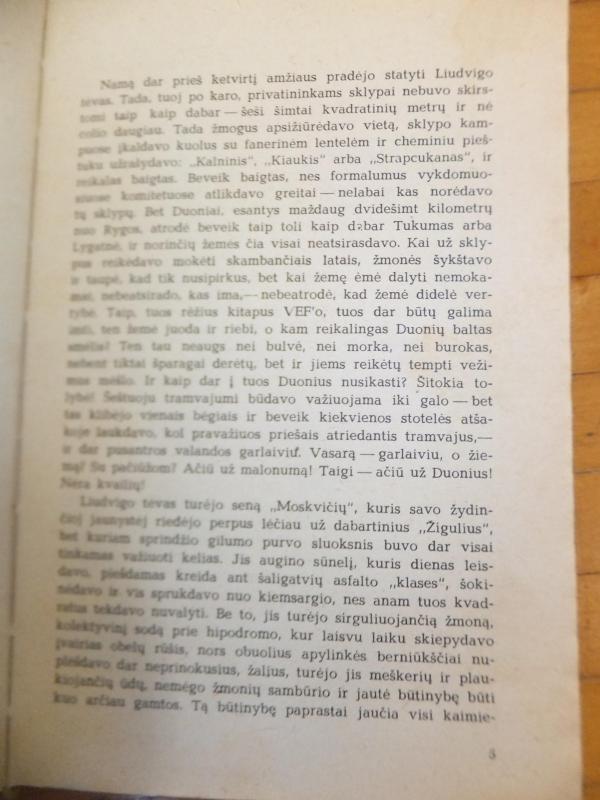 Namą dar prieš ketvirtį amžiaus pradėjo statyti Liudvigo
tėvas. Tada, tuoj po karo, privatininkams sklypai nebuvo skirs-
tomi taip kaip dabar — šeši šimtai kvadratinių metrų ir nė
colio daugiau. Tada žmogus apsižiūrėdavo vietą, sklypo kam-
puose įkaldavo kuolus su fanerinėm lentelėm ir cheminiu pieš-
tuku užrašydavo: „Kalninis“, „Kiaukis“ arba „Strapcukanas“, ir
reikalas baigtas. Beveik baigtas, nes formalumus vykdomuo-
siuose komitetuose atlikdavo greitai — nelabai kas norėdavo
tų sklypų. Bet Duoniai, esantys maždaug dvidešimt kilometrų
nuo Rygos, atrodė beveik taip toli kaip dabar Tukumas arba
Lygatnė, ir norinčių žemės čia visai neatsirasdavo. Kai už skly-
pus reikėdavo mokėti skambančiais latais, žmonės šykštavo
ir taupė, kad tik nusipirkus, bet kai žemę ėmė dalyti nemoka-
mai, nebeatsirado, kas ima,— nebeatrodė, kad žemė didelė ver-
tybė. Taip, tuos rėžius kitapus VEF'o, tuos dar būtų galima
imti, ten žemė juoda ir riebi, o kam reikalingas Duonių baltas
smėlis? Ten tau neaugs nei bulvė, nei morka, nei burokas,
nebent tiktai šparagai derėtų, bet ir jiems reikėtų tempti veži-
mus mėšlo. Ir kaip dar į tuos Duonius nusikasti? Šitokia to-
lybė! Šeštuoju tramvajumi būdavo važiuojama iki galo — bet
tas klibėjo vienais bėgiais ir beveik kiekvienos stotelės atša-
koje laukdavo, kol pravažiuos priešais atriedantis tramvajus,—
ir dar pusantros valandos garlaiviu. Vasarą — garlaiviu, o žie-
mą? Su pačiūžom? Ačiū už malonumą! Taigi — ačiū už Duonius!
Nėra kvailių!
Liudvigo tėvas turėjo seną „Moskvičių“, kuris savo žydin-
čioj jaunystėj riedėjo perpus lėčiau už dabartinius „Žigulius“,
bet kuriam sprindžio gilumo purvo sluoksnis buvo dar visai
tinkamas važiuoti kelias. Jis augino sūnelį, kuris dienas leis-
davo, piešdamas kreida ant šaligatvių asfalto „klases“, šoki-
nėdavo ir vis sprukdavo nuo kiemsargio, nes anam tuos kvad-
ratus tekdavo nuvalyti. Be to, jis turėjo sirguliuojančią žmoną,
kolektyvinį sodą prie hipodromo, kur laisvu laiku skiepydavo
įvairias obelų rūšis, nors obuolius apylinkės berniūkščiai nu-
plėšdavo dar neprinokusius, žalius, turėjo jis meškerių ir plau-
kiojančių ūdų, nemėgo žmonių sambūrio ir jautė būtinybę būti
kuo arčiau gamtos. Tą būtinybę paprastai jaučia visi kaimie-
5